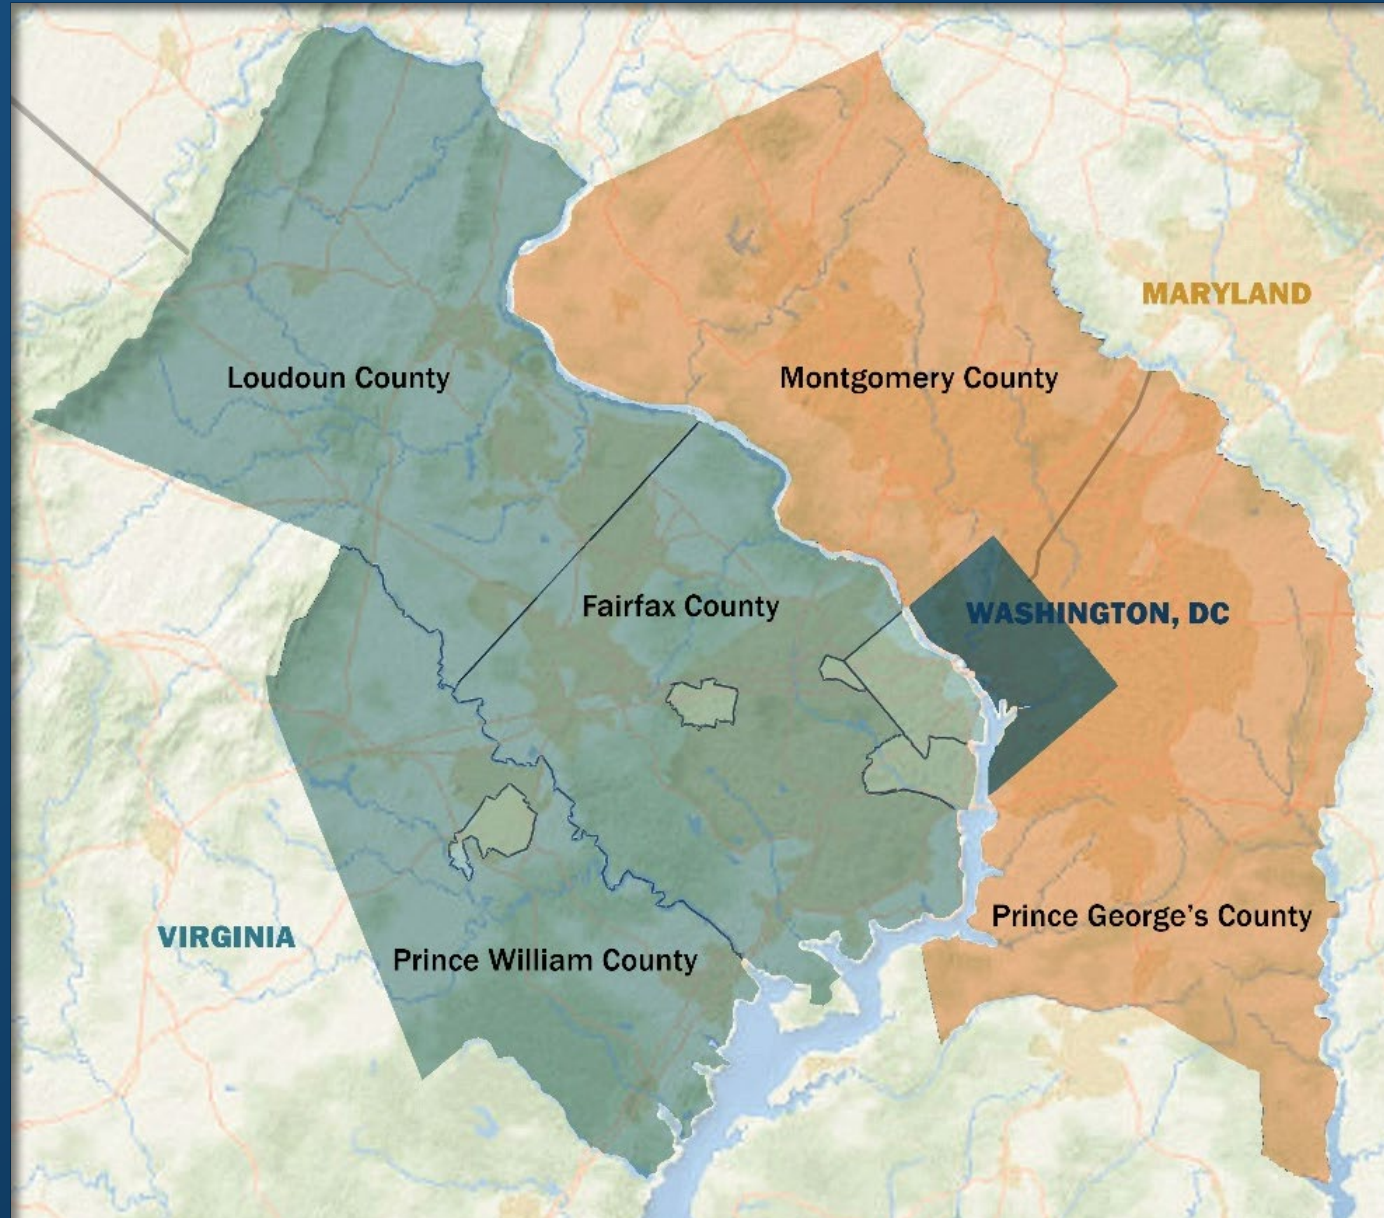 MARYLAND
Loudoun County
Montgomery County
Fairfax County
WASHINGTON, DC
Prince George's County
VIRGINIA
Prince William County